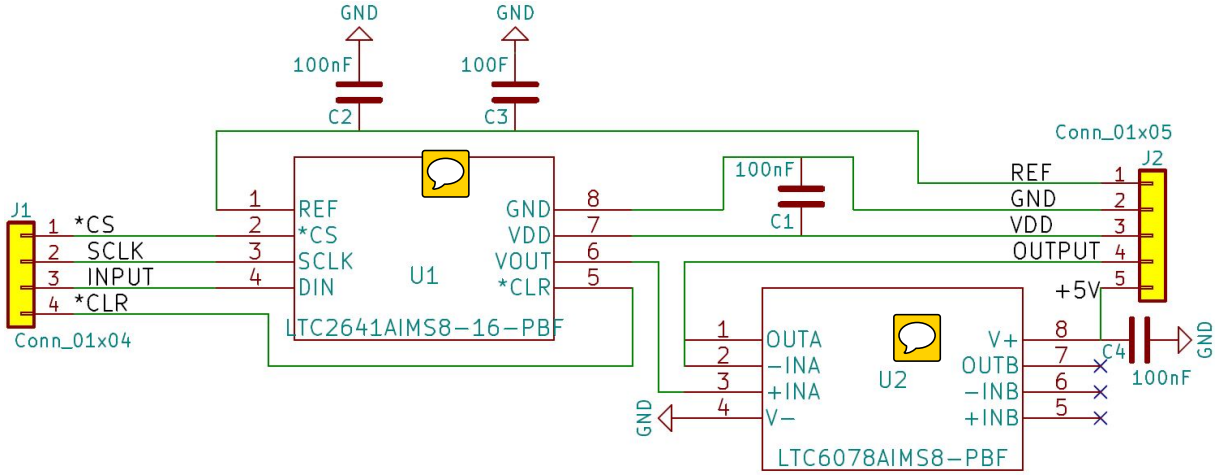 GND
GND
100nF
100F
C2
C3
Conn_01x05
J2
100nF
C1
REF
1
GND
2
VDD
3
OUTPUT
4
+5V
5
J1
1
*CS
2
SCLK
3
INPUT
4
*CLR
Conn_01x04
1
REF
2
*CS
3
SCLK
4
DIN
GND
8
VDD
7
VOUT
6
*CLR
5
U1
LTC2641AIMS8-16-PBF
1
OUTA
2
-INA
3
+INA
4
V-
GND
V+
8
OUTB
7
-INB
6
+INB
5
U2
C4
100nF
GND
LTC6078AIMS8-PBF